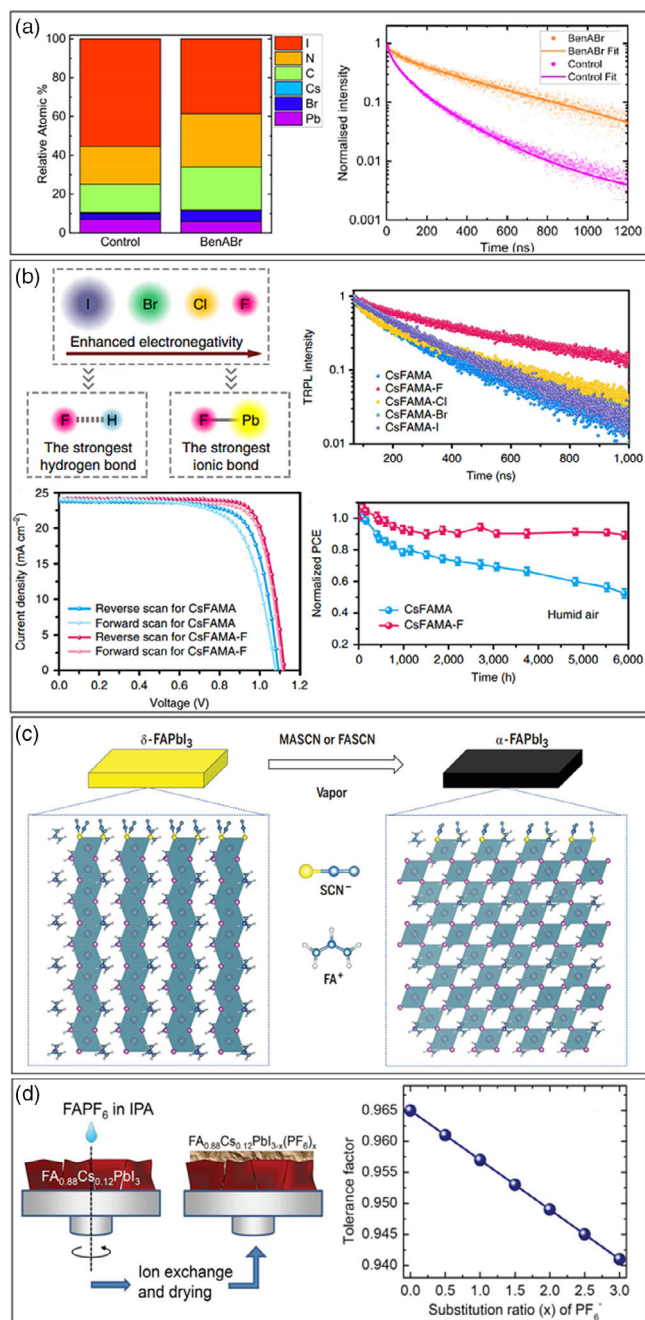 (a)
100
80
60
40
20
0
Relative Atomic %
Control
BenABr
I
N
C
Cs
Br
Pb
Normalised intensity
1
0.1
0.01
0.001
BenABr
BenABr Fit
Control
Control Fit
0 200 400 600 800 1000 1200
Time (ns)
(b)
I Br Cl F
Enhanced electronegativity
F H
The strongest
hydrogen bond
F Pb
The strongest
ionic bond
TRPL intensity
1
0.1
0.01
CsFAMA
CsFAMA-F
CsFAMA-Cl
CsFAMA-Br
CsFAMA-I
200 400 600 800 1,000
Time (ns)
Current density (mA cm⁻²)
25
20
15
10
5
0
Reverse scan for CsFAMA
Forward scan for CsFAMA
Reverse scan for CsFAMA-F
Forward scan for CsFAMA-F
0.0 0.2 0.4 0.6 0.8 1.0 1.2
Voltage (V)
Normalized PCE
1.0
0.8
0.6
0.4
0.2
CsFAMA
CsFAMA-F
Humid air
0 1,000 2,000 3,000 4,000 5,000 6,000
Time (h)
(c)
δ-FAPbI₃
MASCN or FASCN
Vapor
α-FAPbI₃
SCN⁻
FA⁺
(d)
FAPF₆ in IPA
FA₀.₈₈Cs₀.₁₂PbI₃
FA₀.₈₈Cs₀.₁₂PbI₃₋ₓ(PF₆)ₓ
Ion exchange
and drying
Tolerance factor
0.965
0.960
0.955
0.950
0.945
0.940
0.0 0.5 1.0 1.5 2.0 2.5 3.0
Substitution ratio (x) of PF₆⁻